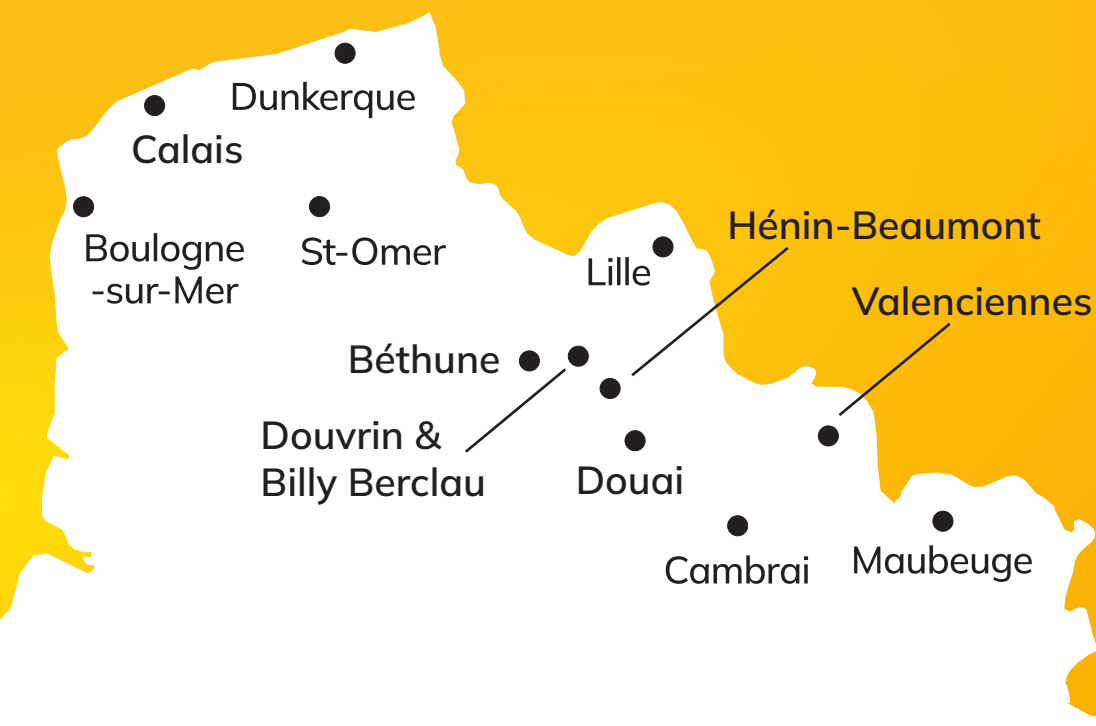 Dunkerque
Calais
Boulogne
-sur-Mer
St-Omer
Hénin-Beaumont
Lille
Valenciennes
Béthune
Douvrin &
Billy Berclau
Douai
Cambrai
Maubeuge